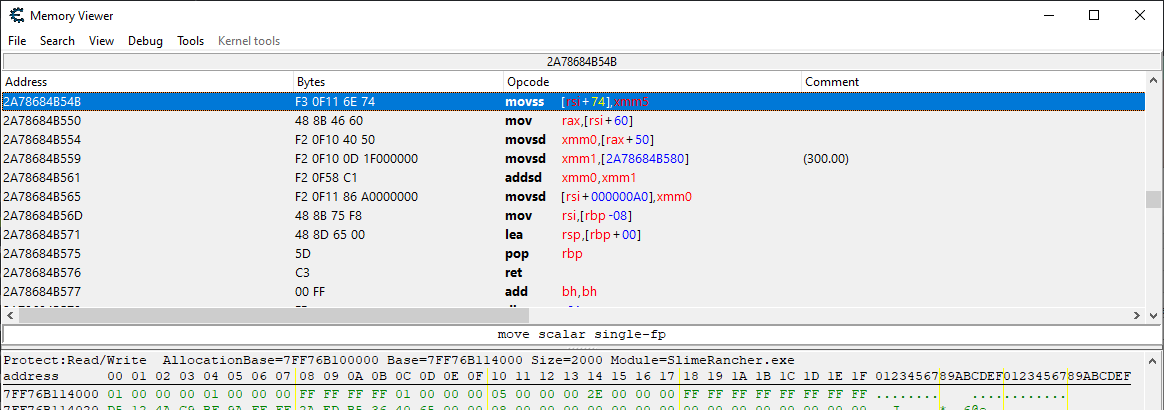 Memory Viewer
File Search View Debug Tools Kernel tools
2A78684B54B
Address Bytes Opcode Comment
2A78684B54B F3 0F11 6E 74 movss [rsi+74],xmm5
2A78684B550 48 8B 46 60 mov rax,[rsi+60]
2A78684B554 F2 0F10 40 50 movsd xmm0,[rax+50]
2A78684B559 F2 0F10 0D 1F000000 movsd xmm1,[2A78684B580] (300.00)
2A78684B561 F2 0F58 C1 addsd xmm0,xmm1
2A78684B565 F2 0F11 86 A0000000 movsd [rsi+000000A0],xmm0
2A78684B56D 48 8B 75 F8 mov rsi,[rbp-08]
2A78684B571 48 8D 65 00 lea rsp,[rbp+00]
2A78684B575 5D pop rbp
2A78684B576 C3 ret
2A78684B577 00 FF add bh,bh
move scalar single-fp
Protect:Read/Write AllocationBase=7FF76B100000 Base=7FF76B114000 Size=2000 Module=SlimeRancher.exe
address 00 01 02 03 04 05 06 07 08 09 0A 0B 0C 0D 0E 0F 10 11 12 13 14 15 16 17 18 19 1A 1B 1C 1D 1E 1F 0123456789ABCDEF0123456789ABCDEF
7FF76B114000 01 00 00 00 01 00 00 00 FF FF FF FF 01 00 00 00 05 00 00 00 2E 00 00 00 FF FF FF FF FF FF FF FF ........ .... ............